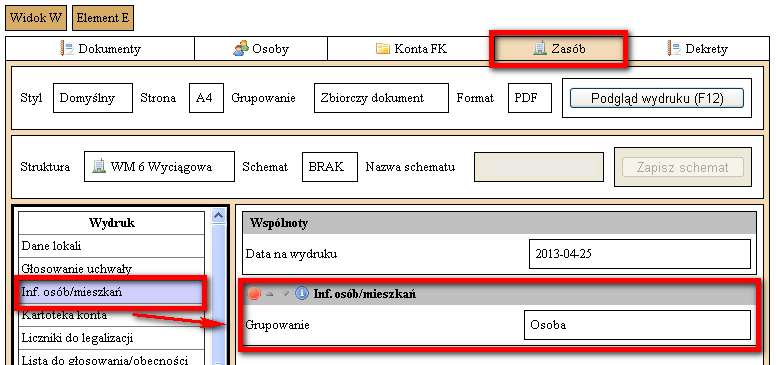 Widok W Element E
Dokumenty Osoby Konta FK Zasób Dekrety
Styl Domyślny Strona A4 Grupowanie Zbiorczy dokument Format PDF Podgląd wydruku (F12)
Struktura WM 6 Wyciągowa Schemat BRAK Nazwa schematu Zapisz schemat
Wydruk
Dane lokali
Głosowanie uchwały
Inf. osób/mieszkań
Kartoteka konta
Liczniki do legalizacji
Lista do głosowania/obecności
Wspólnoty
Data na wydruku 2013-04-25
Inf. osób/mieszkań
Grupowanie Osoba